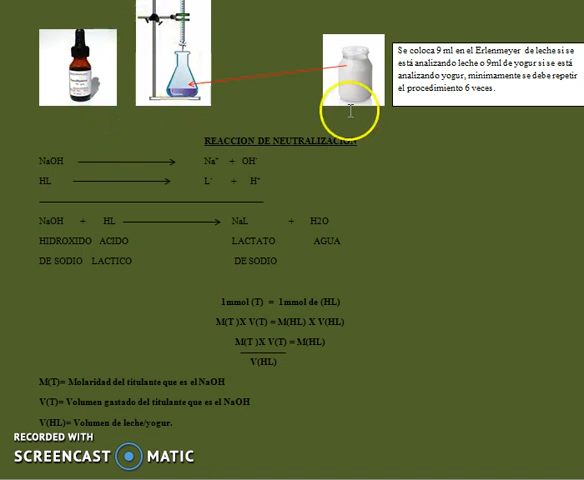 Se coloca 9 ml en el Erlenmeyer de leche si se
está analizando leche o 9ml de yogur si se está
analizando yogur, minimamente se debe repetir
el procedimiento 6 veces.
REACCION DE NEUTRALIZACION
NaOH Na+ + OH-
HL L- + H+
NaOH + HL NaL + H2O
HIDROXIDO ACIDO LACTATO AGUA
DE SODIO LACTICO DE SODIO
1mmol (T) = 1mmol de (HL)
M(T )X V(T) = M(HL) X V(HL)
M(T )X V(T) = M(HL)
V(HL)
M(T)= Molaridad del titulante que es el NaOH
V(T)= Volumen gastado del titulante que es el NaOH
V(HL)= Volumen de leche/yogur.
RECORDED WITH
SCREENCAST MATIC